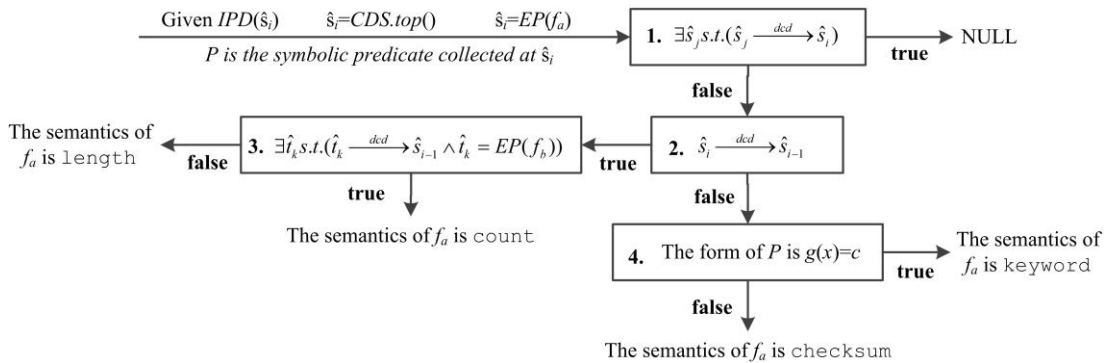 Given IPD(ŝᵢ)    ŝᵢ=CDS.top()    ŝᵢ=EP(fₐ)
P is the symbolic predicate collected at ŝᵢ
1. ∃ŝⱼ s.t.(ŝⱼ —dcd→ ŝᵢ)
true
NULL
false
2. ŝᵢ —dcd→ ŝᵢ₋₁
true
3. ∃t̂ₖ s.t.(t̂ₖ —dcd→ ŝᵢ₋₁ ∧ t̂ₖ = EP(f_b))
false
The semantics of
fₐ is length
true
The semantics of fₐ is count
false
4. The form of P is g(x)=c
true
The semantics of
fₐ is keyword
false
The semantics of fₐ is checksum